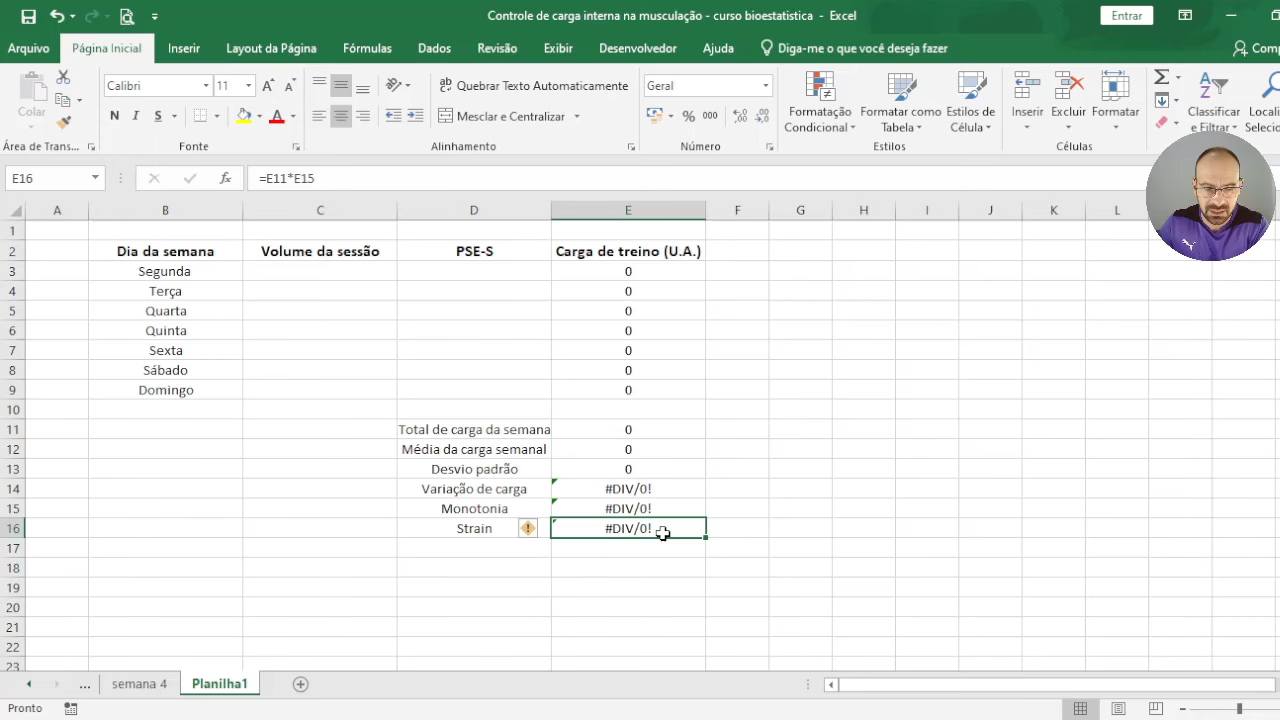 Controle de carga interna na musculação - curso bioestatistica - Excel
Entrar
Arquivo
Página Inicial
Inserir
Layout da Página
Fórmulas
Dados
Revisão
Exibir
Desenvolvedor
Ajuda
Diga-me o que você deseja fazer
Comp
Colar
Calibri
11
Quebrar Texto Automaticamente
Geral
Formatação Condicional
Formatar como Tabela
Estilos de Célula
Inserir
Excluir
Formatar
Classificar e Filtrar
N I S
Mesclar e Centralizar
% 000
Área de Trans...
Fonte
Alinhamento
Número
Estilos
Células
E16
fx
=E11*E15
A B C D E F G H I J K L
1
2 Dia da semana Volume da sessão PSE-S Carga de treino (U.A.)
3 Segunda 0
4 Terça 0
5 Quarta 0
6 Quinta 0
7 Sexta 0
8 Sábado 0
9 Domingo 0
10
11 Total de carga da semana 0
12 Média da carga semanal 0
13 Desvio padrão 0
14 Variação de carga #DIV/0!
15 Monotonia #DIV/0!
16 Strain #DIV/0!
17
18
19
20
21
22
23
... semana 4 Planilha1
Pronto